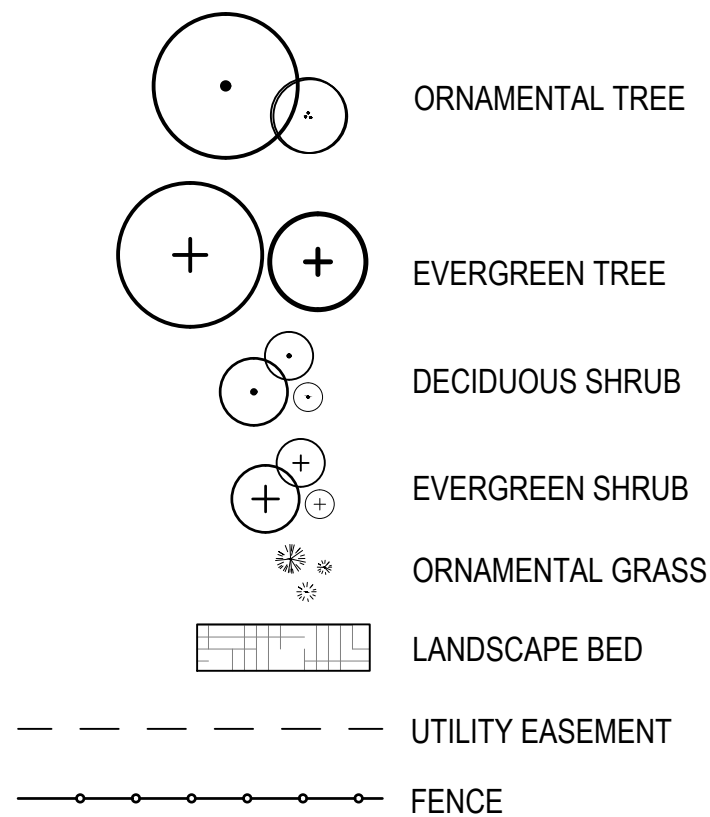 ORNAMENTAL TREE
EVERGREEN TREE
DECIDUOUS SHRUB
EVERGREEN SHRUB
ORNAMENTAL GRASS
LANDSCAPE BED
UTILITY EASEMENT
FENCE